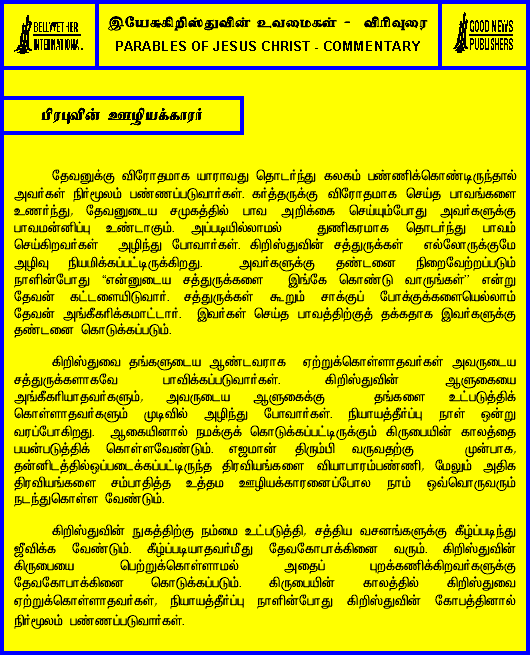 BELLWETHER
INTERNATIONAL
இயேசுகிறிஸ்துவின் உவமைகள் - விரிவுரை
PARABLES OF JESUS CHRIST - COMMENTARY
GOOD NEWS
PUBLISHERS
பிரபுவின் ஊழியக்காரர்
தேவனுக்கு விரோதமாக யாராவது தொடர்ந்து கலகம் பண்ணிக்கொண்டிருந்தால்
அவர்கள் நிர்மூலம் பண்ணப்படுவார்கள். கர்த்தருக்கு விரோதமாக செய்த பாவங்களை
உணர்ந்து, தேவனுடைய சமுகத்தில் பாவ அறிக்கை செய்யும்போது அவர்களுக்கு
பாவமன்னிப்பு உண்டாகும். அப்படியில்லாமல் துணிகரமாக தொடர்ந்து பாவம்
செய்கிறவர்கள் அழிந்து போவார்கள். கிறிஸ்துவின் சத்துருக்கள் எல்லோருக்குமே
அழிவு நியமிக்கப்பட்டிருக்கிறது. அவர்களுக்கு தண்டனை நிறைவேற்றப்படும்
நாளின்போது “என்னுடைய சத்துருக்களை இங்கே கொண்டு வாருங்கள்” என்று
தேவன் கட்டளையிடுவார். சத்துருக்கள் கூறும் சாக்குப் போக்குக்களையெல்லாம்
தேவன் அங்கீகரிக்கமாட்டார். இவர்கள் செய்த பாவத்திற்குத் தக்கதாக இவர்களுக்கு
தண்டனை கொடுக்கப்படும்.
கிறிஸ்துவை தங்களுடைய ஆண்டவராக ஏற்றுக்கொள்ளாதவர்கள் அவருடைய
சத்துருக்களாகவே பாவிக்கப்படுவார்கள். கிறிஸ்துவின் ஆளுகையை
அங்கீகரியாதவர்களும், அவருடைய ஆளுகைக்கு தங்களை உட்படுத்திக்
கொள்ளாதவர்களும் முடிவில் அழிந்து போவார்கள். நியாயத்தீர்ப்பு நாள் ஒன்று
வரப்போகிறது. ஆகையினால் நமக்குக் கொடுக்கப்பட்டிருக்கும் கிருபையின் காலத்தை
பயன்படுத்திக் கொள்ளவேண்டும். எஜமான் திரும்பி வருவதற்கு முன்பாக,
தன்னிடத்தில்ஒப்படைக்கப்பட்டிருந்த திரவியங்களை வியாபாரம்பண்ணி, மேலும் அதிக
திரவியங்களை சம்பாதித்த உத்தம ஊழியக்காரனைப்போல நாம் ஒவ்வொருவரும்
நடந்துகொள்ள வேண்டும்.
கிறிஸ்துவின் நுகத்திற்கு நம்மை உட்படுத்தி, சத்திய வசனங்களுக்கு கீழ்ப்படிந்து
ஜீவிக்க வேண்டும். கீழ்ப்படியாதவர்மீது தேவகோபாக்கினை வரும். கிறிஸ்துவின்
கிருபையை பெற்றுக்கொள்ளாமல் அதைப் புறக்கணிக்கிறவர்களுக்கு
தேவகோபாக்கினை கொடுக்கப்படும். கிருபையின் காலத்தில் கிறிஸ்துவை
ஏற்றுக்கொள்ளாதவர்கள், நியாயத்தீர்ப்பு நாளின்போது கிறிஸ்துவின் கோபத்தினால்
நிர்மூலம் பண்ணப்படுவார்கள்.